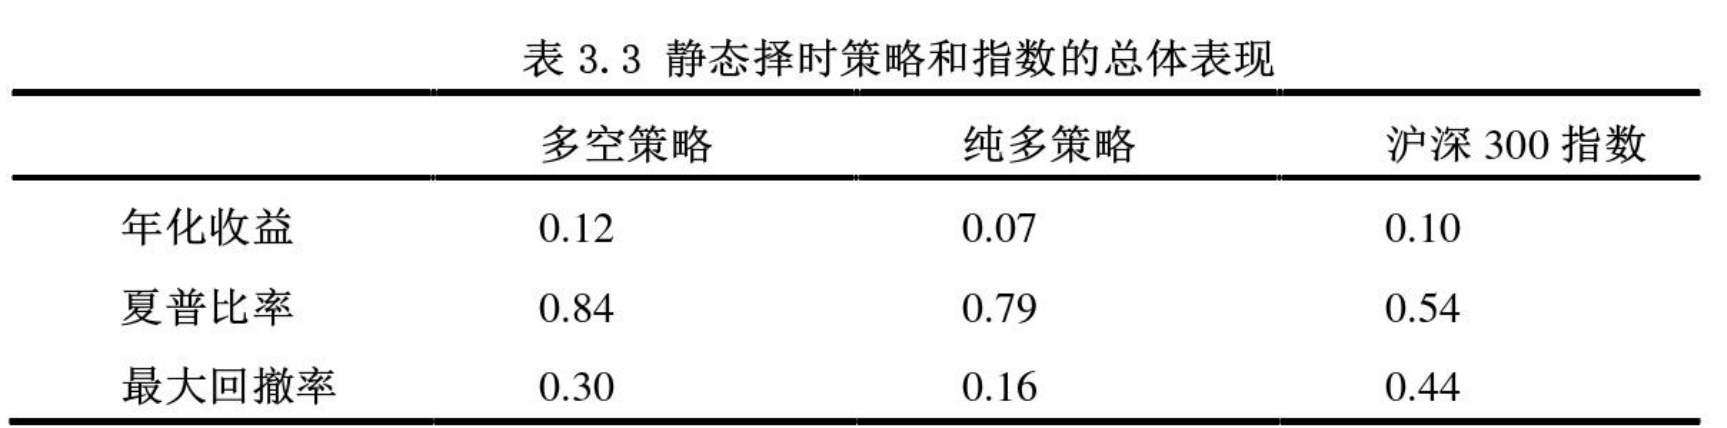 表 3.3 静态择时策略和指数的总体表现
多空策略 纯多策略 沪深 300 指数
年化收益 0.12 0.07 0.10
夏普比率 0.84 0.79 0.54
最大回撤率 0.30 0.16 0.44